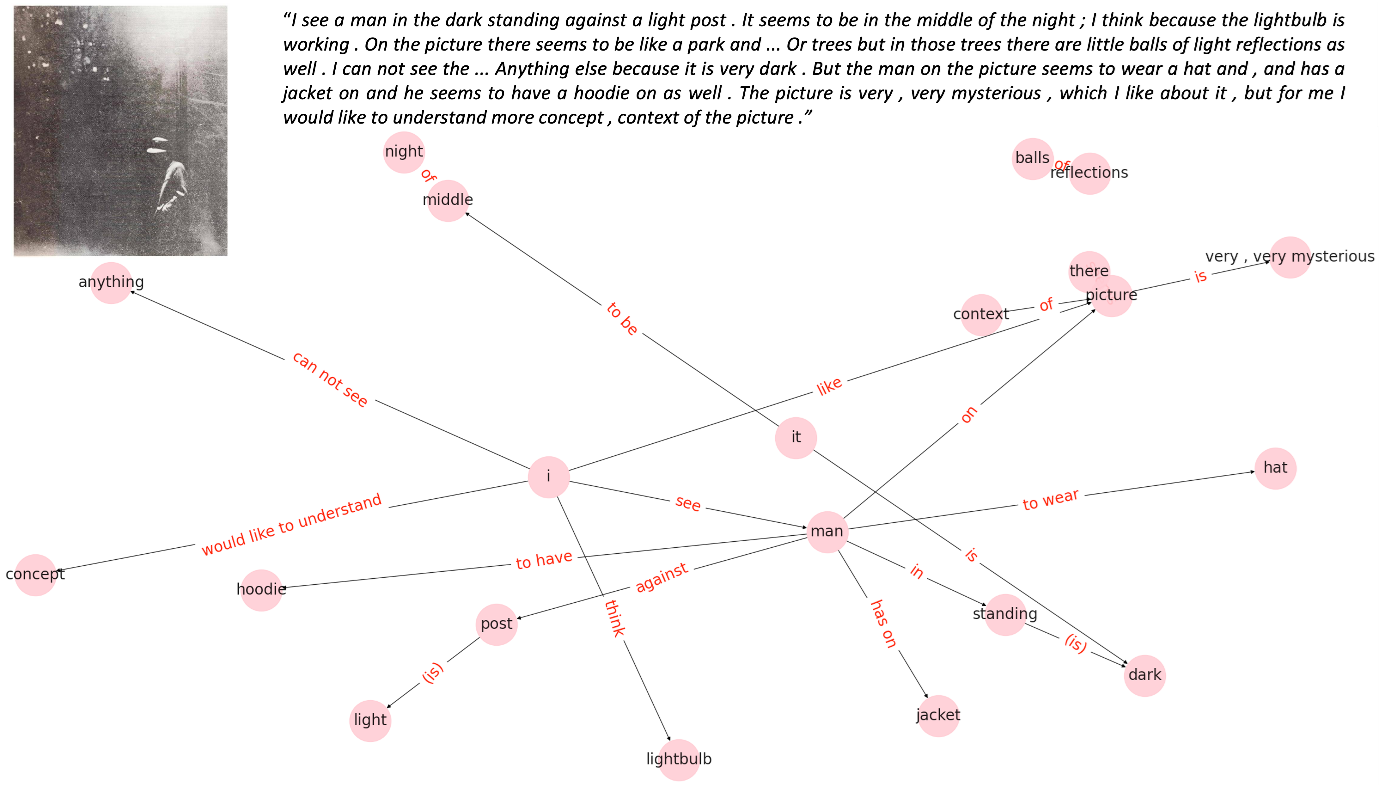 “I see a man in the dark standing against a light post . It seems to be in the middle of the night ; I think because the lightbulb is
working . On the picture there seems to be like a park and ... Or trees but in those trees there are little balls of light reflections as
well . I can not see the ... Anything else because it is very dark . But the man on the picture seems to wear a hat and , and has a
jacket on and he seems to have a hoodie on as well . The picture is very , very mysterious , which I like about it , but for me I
would like to understand more concept , context of the picture .”
night
of
middle
balls
of
reflections
very , very mysterious
is
there
picture
of
context
anything
to be
can not see
like
on
it
i
hat
to wear
see
would like to understand
man
to have
is
against
in
concept
hoodie
think
has on
standing
post
(is)
(is)
dark
light
jacket
lightbulb